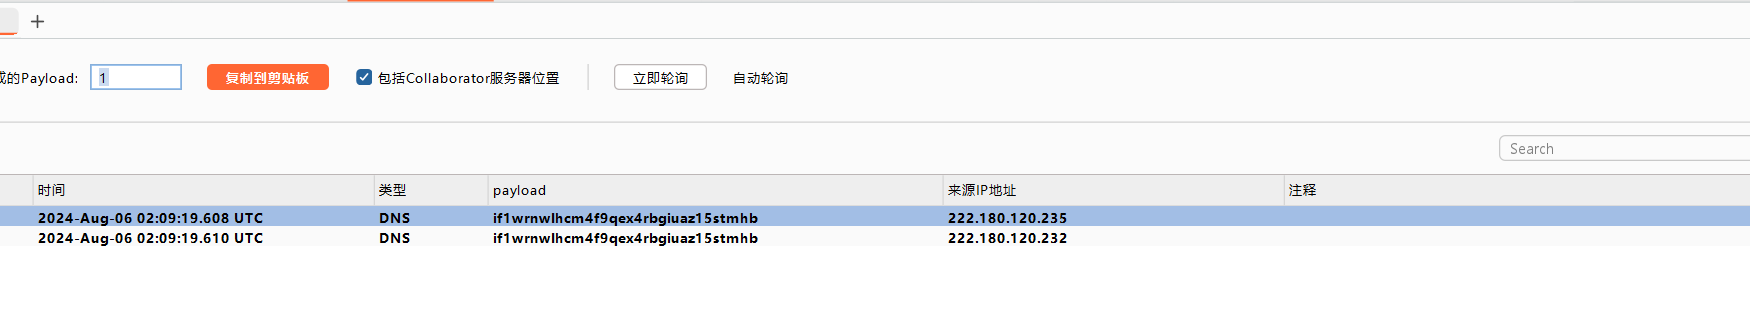 +
成的Payload: 1 复制到剪贴板 包括Collaborator服务器位置 立即轮询 自动轮询
Search
时间 类型 payload 来源IP地址 注释
2024-Aug-06 02:09:19.608 UTC DNS if1wrnwlhcm4f9qex4rbgiuaz15stmhb 222.180.120.235
2024-Aug-06 02:09:19.610 UTC DNS if1wrnwlhcm4f9qex4rbgiuaz15stmhb 222.180.120.232